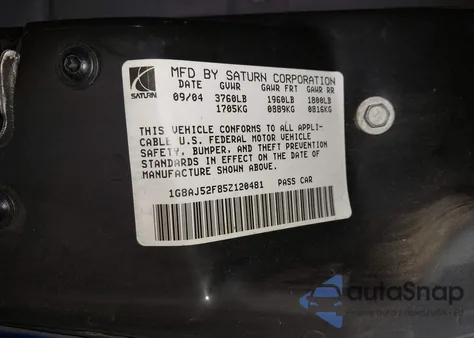 MFD BY SATURN CORPORATION
SATURN
DATE GVWR GAWR FRT GAWR RR
09/04 3760LB 1960LB 1800LB
1705KG 0889KG 0816KG
THIS VEHICLE CONFORMS TO ALL APPLI-
CABLE U.S. FEDERAL MOTOR VEHICLE
SAFETY, BUMPER, AND THEFT PREVENTION
STANDARDS IN EFFECT ON THE DATE OF
MANUFACTURE SHOWN ABOVE.
1G8AJ52F85Z120481 PASS CAR
autoSnap